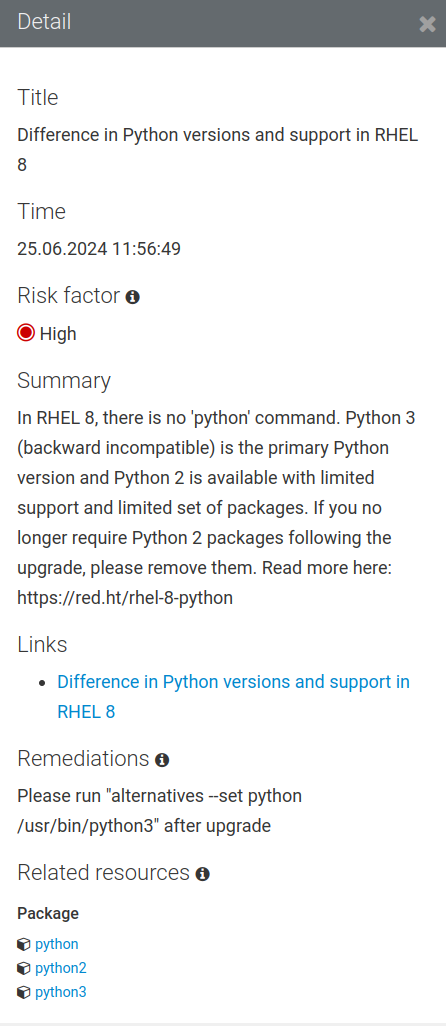 Detail
Title
Difference in Python versions and support in RHEL
8
Time
25.06.2024 11:56:49
Risk factor
High
Summary
In RHEL 8, there is no 'python' command. Python 3
(backward incompatible) is the primary Python
version and Python 2 is available with limited
support and limited set of packages. If you no
longer require Python 2 packages following the
upgrade, please remove them. Read more here:
https://red.ht/rhel-8-python
Links
Difference in Python versions and support in
RHEL 8
Remediations
Please run "alternatives --set python
/usr/bin/python3" after upgrade
Related resources
Package
python
python2
python3